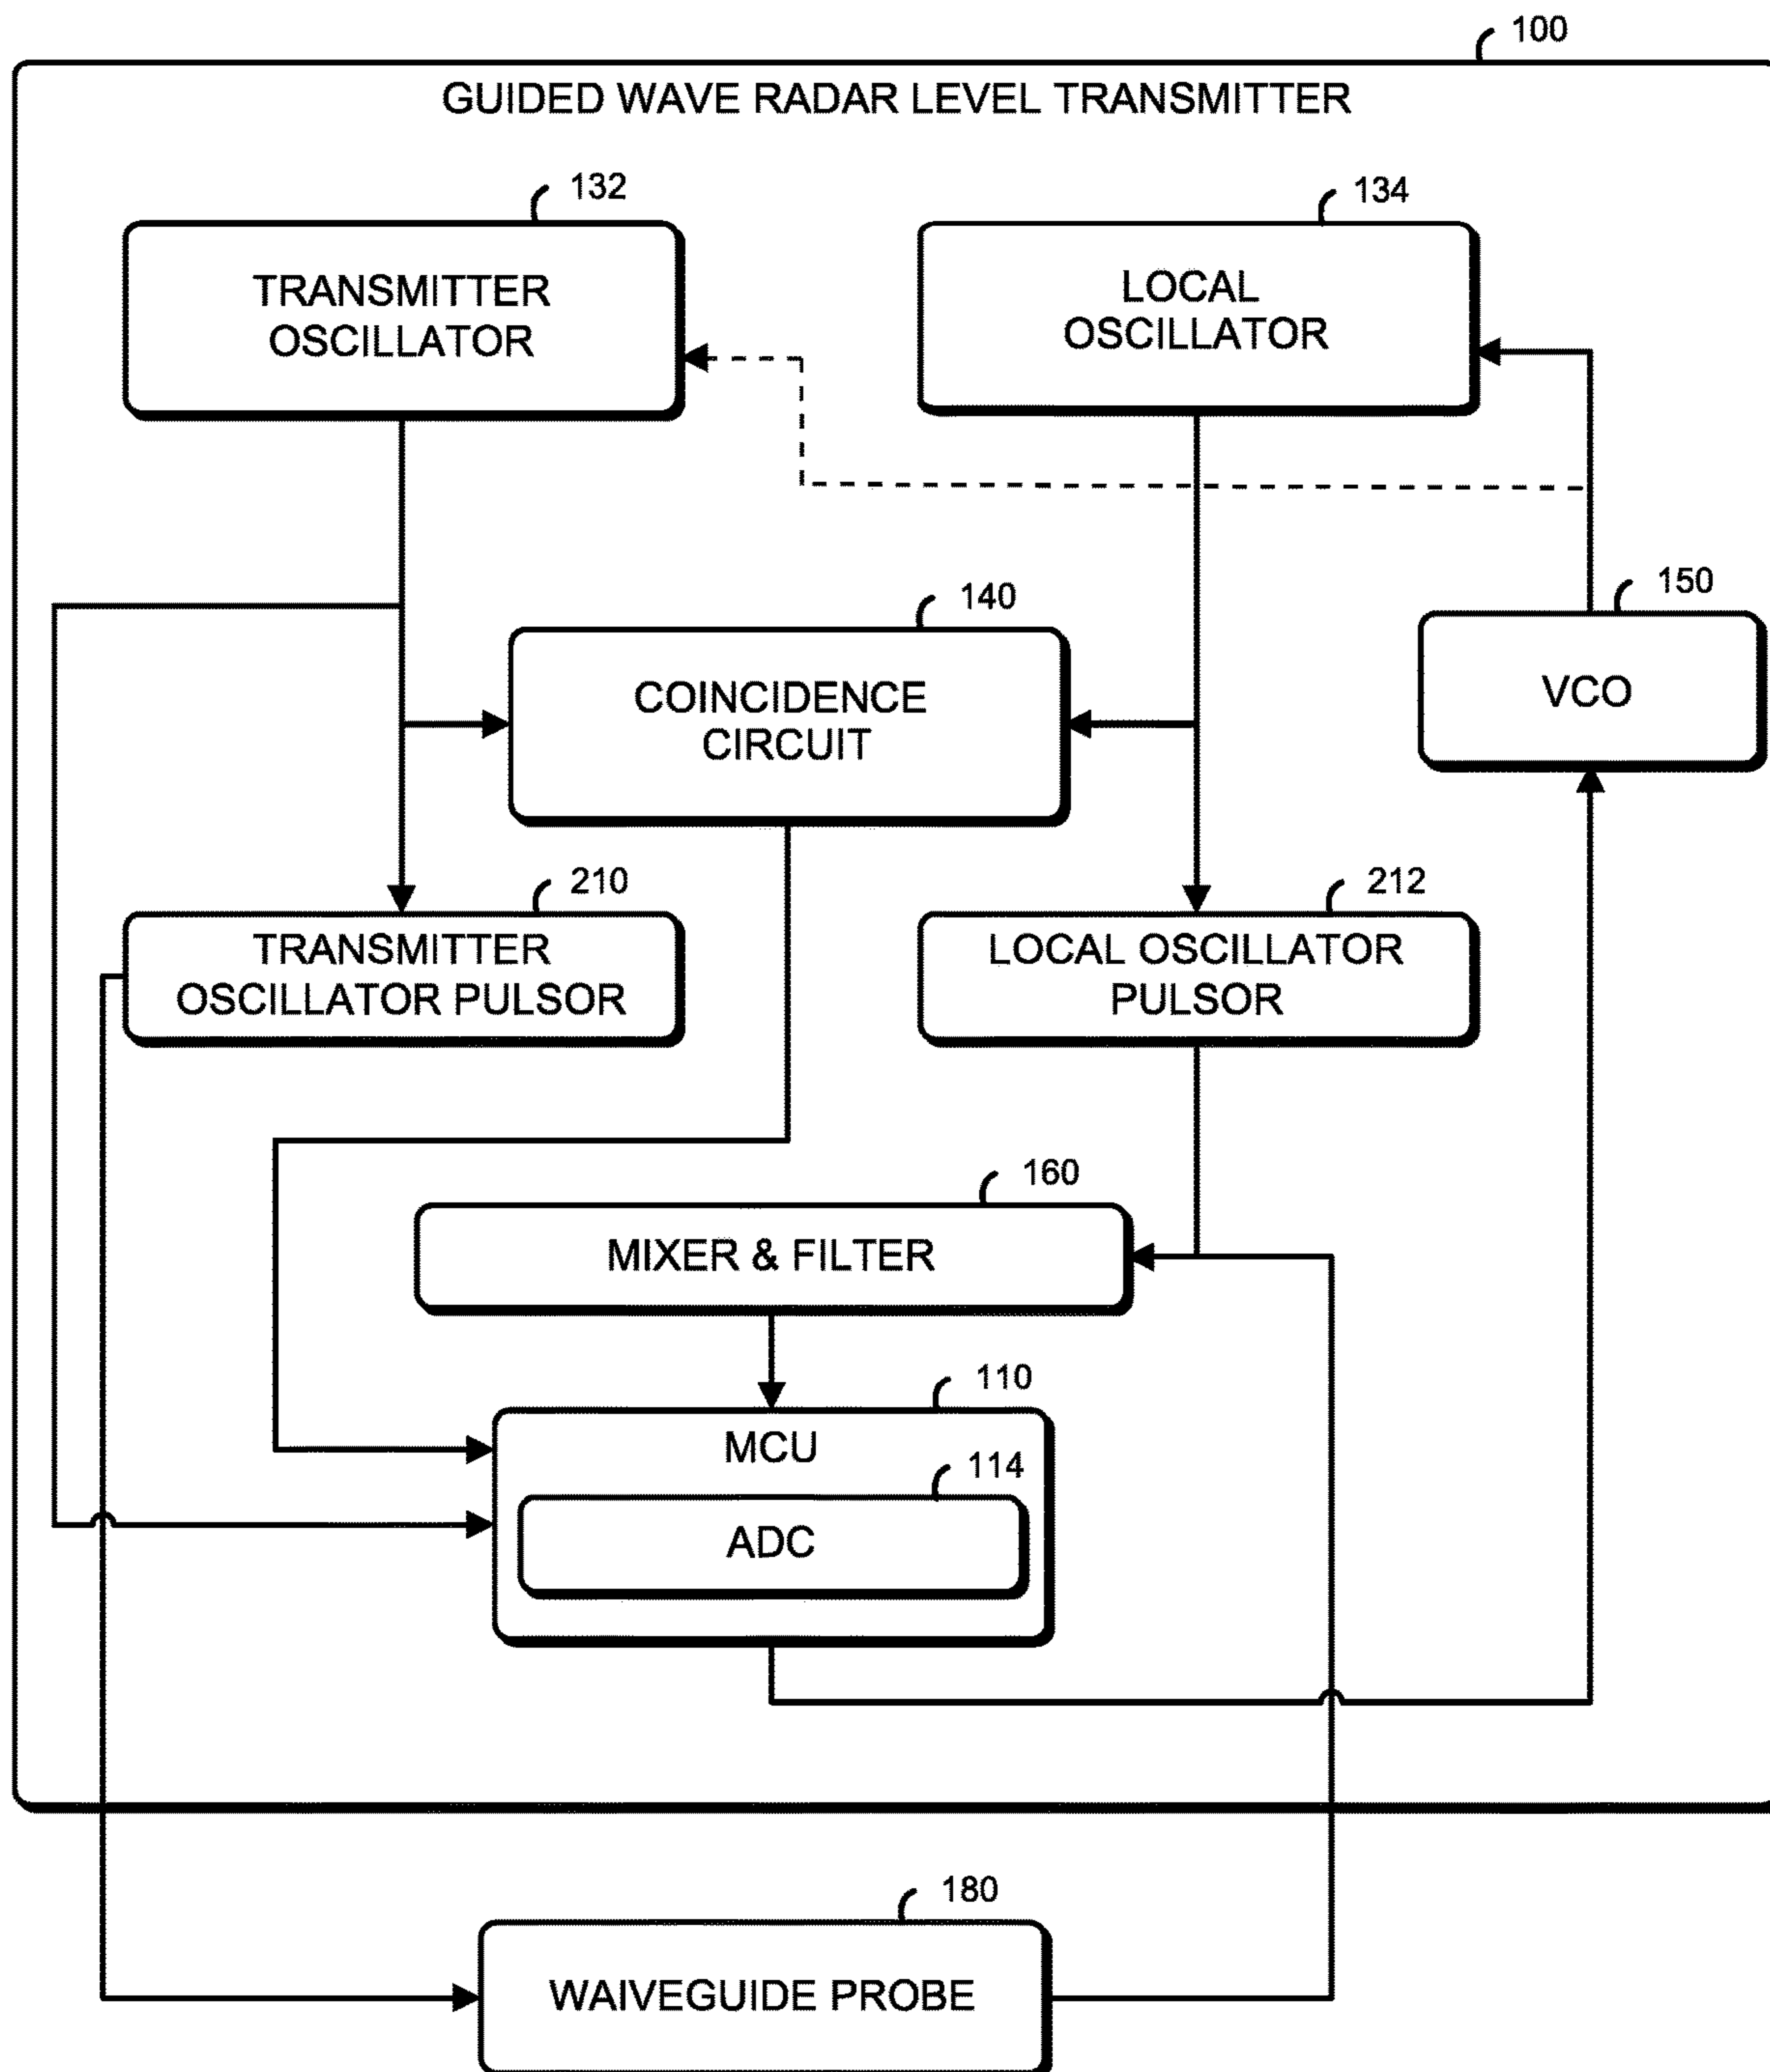 100
GUIDED WAVE RADAR LEVEL TRANSMITTER
132
134
TRANSMITTER
OSCILLATOR
LOCAL
OSCILLATOR
140
150
COINCIDENCE
CIRCUIT
VCO
210
212
TRANSMITTER
OSCILLATOR PULSOR
LOCAL OSCILLATOR
PULSOR
160
MIXER & FILTER
110
MCU
114
ADC
180
WAIVEGUIDE PROBE